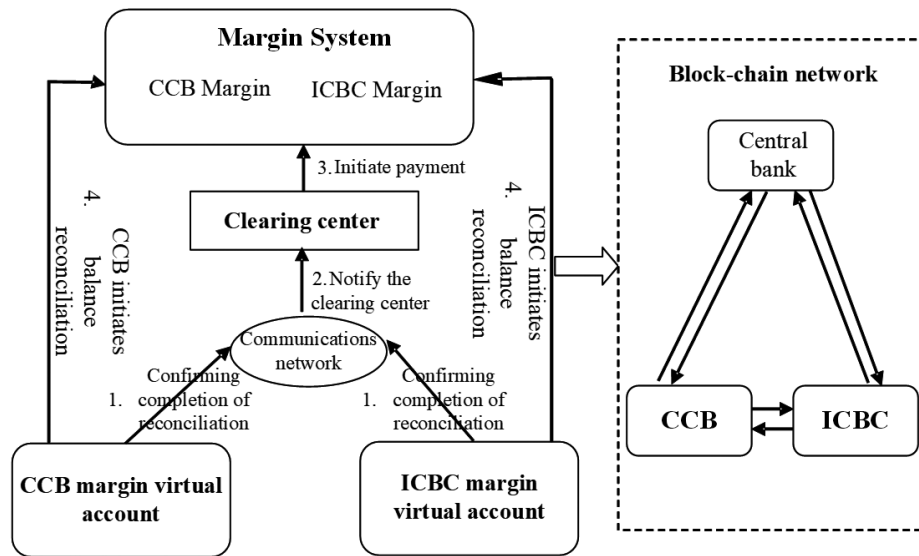 Margin System
CCB Margin
ICBC Margin
3. Initiate payment
Clearing center
2. Notify the
clearing center
Communications
network
4. CCB initiates
balance
reconciliation
4. ICBC initiates
balance
reconciliation
1. Confirming
completion of
reconciliation
1. Confirming
completion of
reconciliation
CCB margin virtual
account
ICBC margin
virtual account
Block-chain network
Central
bank
CCB
ICBC